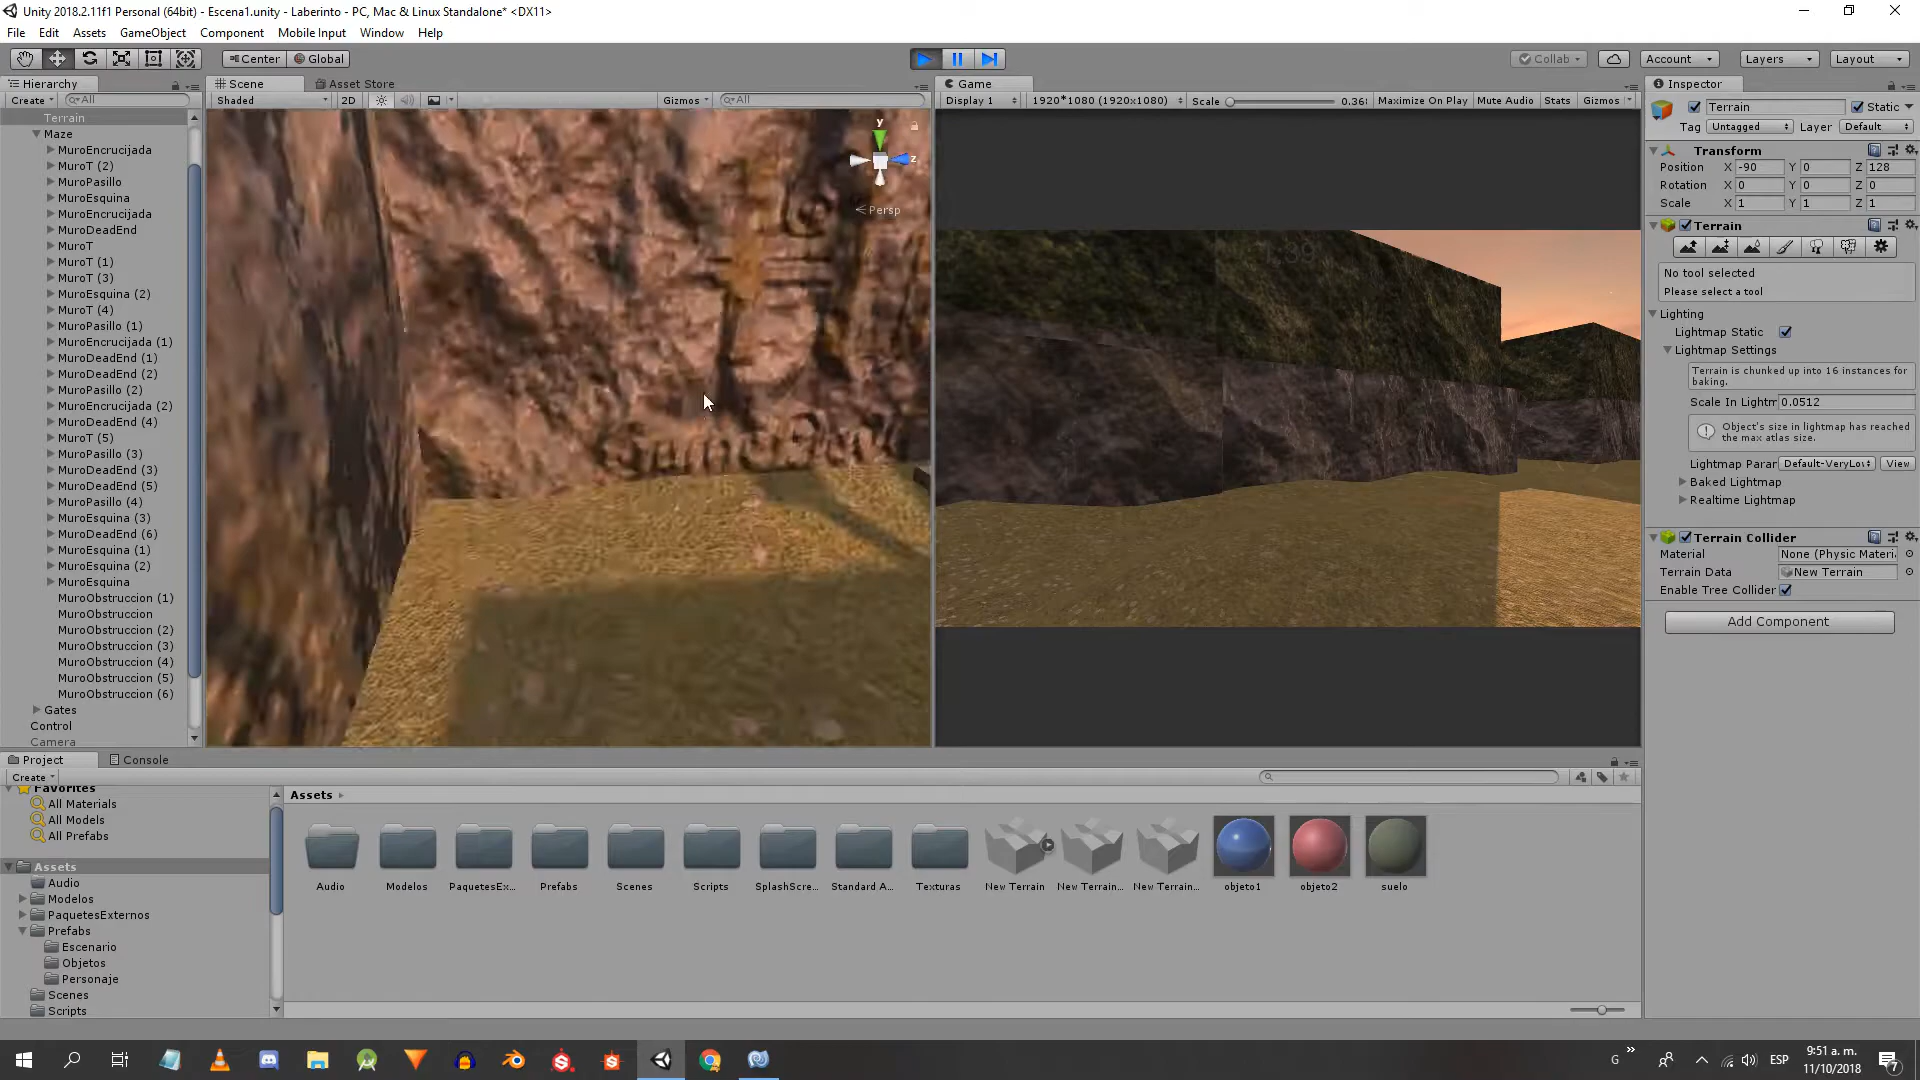 Unity 2018.2.11f1 Personal (64bit) - Escena1.unity - Laberinto - PC, Mac & Linux Standalone* <DX11>
File Edit Assets GameObject Component Mobile Input Window Help
Center Global
Collab
Account
Layers
Layout
Hierarchy
Create
All
Terrain
Maze
MuroEncrucijada
MuroT (2)
MuroPasillo
MuroEsquina
MuroEncrucijada
MuroDeadEnd
MuroT
MuroT (1)
MuroT (3)
MuroEsquina (2)
MuroT (4)
MuroPasillo (1)
MuroEncrucijada (1)
MuroDeadEnd (1)
MuroDeadEnd (2)
MuroPasillo (2)
MuroEncrucijada (2)
MuroDeadEnd (4)
MuroT (5)
MuroPasillo (3)
MuroDeadEnd (3)
MuroDeadEnd (5)
MuroPasillo (4)
MuroEsquina (3)
MuroDeadEnd (6)
MuroEsquina (1)
MuroEsquina (2)
MuroEsquina
MuroObstruccion (1)
MuroObstruccion
MuroObstruccion (2)
MuroObstruccion (3)
MuroObstruccion (4)
MuroObstruccion (5)
MuroObstruccion (6)
Gates
Control
Camera
Scene
Asset Store
Shaded
2D
Gizmos
All
y
z
Persp
Game
Display 1
1920*1080 (1920x1080)
Scale
0.36
Maximize On Play
Mute Audio
Stats
Gizmos
Inspector
Terrain
Static
Tag Untagged
Layer Default
Transform
Position X -90 Y 0 Z 128
Rotation X 0 Y 0 Z 0
Scale X 1 Y 1 Z 1
Terrain
No tool selected
Please select a tool
Lighting
Lightmap Static
Lightmap Settings
Terrain is chunked up into 16 instances for
baking.
Scale In Lightm 0.0512
Object's size in lightmap has reached
the max atlas size.
Lightmap Parar Default-VeryLov View
Baked Lightmap
Realtime Lightmap
Terrain Collider
Material None (Physic Materi
Terrain Data New Terrain
Enable Tree Collider
Add Component
Project
Console
Create
Favorites
All Materials
All Models
All Prefabs
Assets
Audio
Modelos
PaquetesExternos
Prefabs
Escenario
Objetos
Personaje
Scenes
Scripts
Assets
Audio
Modelos
PaquetesEx...
Prefabs
Scenes
Scripts
SplashScre...
Standard A...
Texturas
New Terrain
New Terrain...
New Terrain...
objeto1
objeto2
suelo
G
ESP
9:51 a. m.
11/10/2018
7